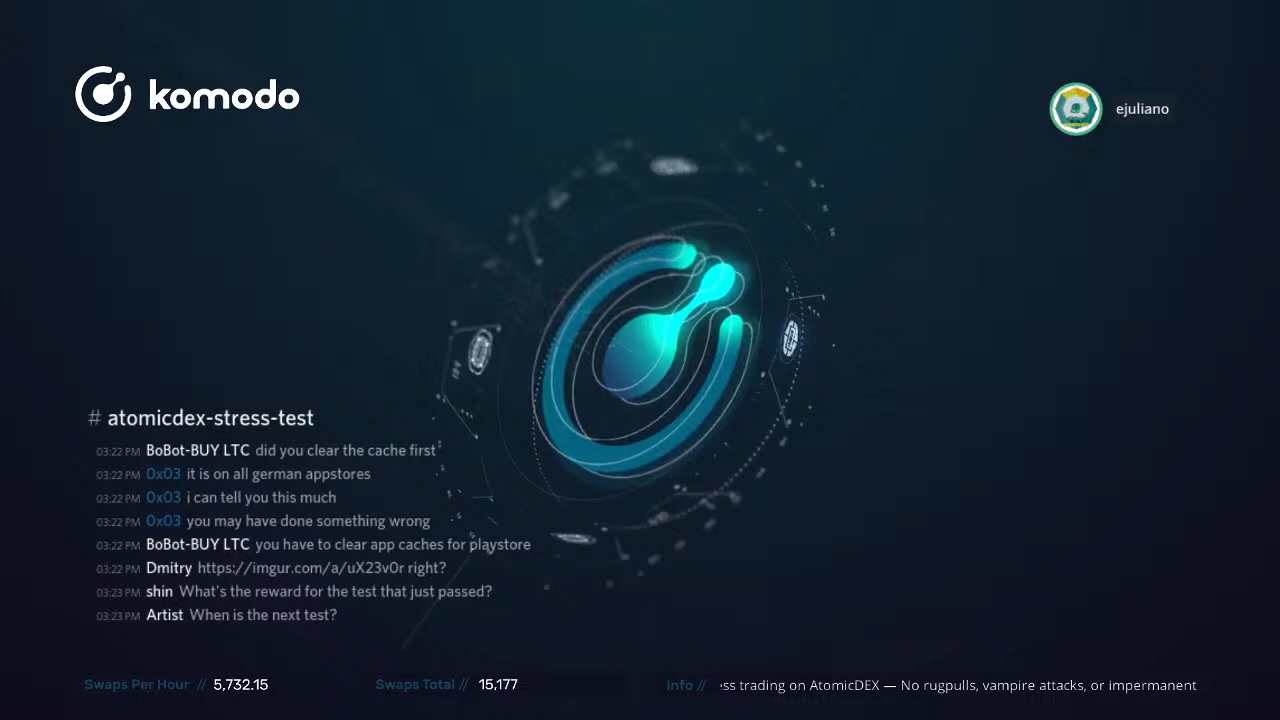 komodo
ejuliano
# atomicdex-stress-test
03:22 PM BoBot-BUY LTC did you clear the cache first
03:22 PM 0x03 it is on all german appstores
03:22 PM 0x03 i can tell you this much
03:22 PM 0x03 you may have done something wrong
03:22 PM BoBot-BUY LTC you have to clear app caches for playstore
03:22 PM Dmitry https://imgur.com/a/uX23v0r right?
03:23 PM shin What's the reward for the test that just passed?
03:23 PM Artist When is the next test?
Swaps Per Hour // 5,732.15 Swaps Total // 15,177 Info // ss trading on AtomicDEX — No rugpulls, vampire attacks, or impermanent